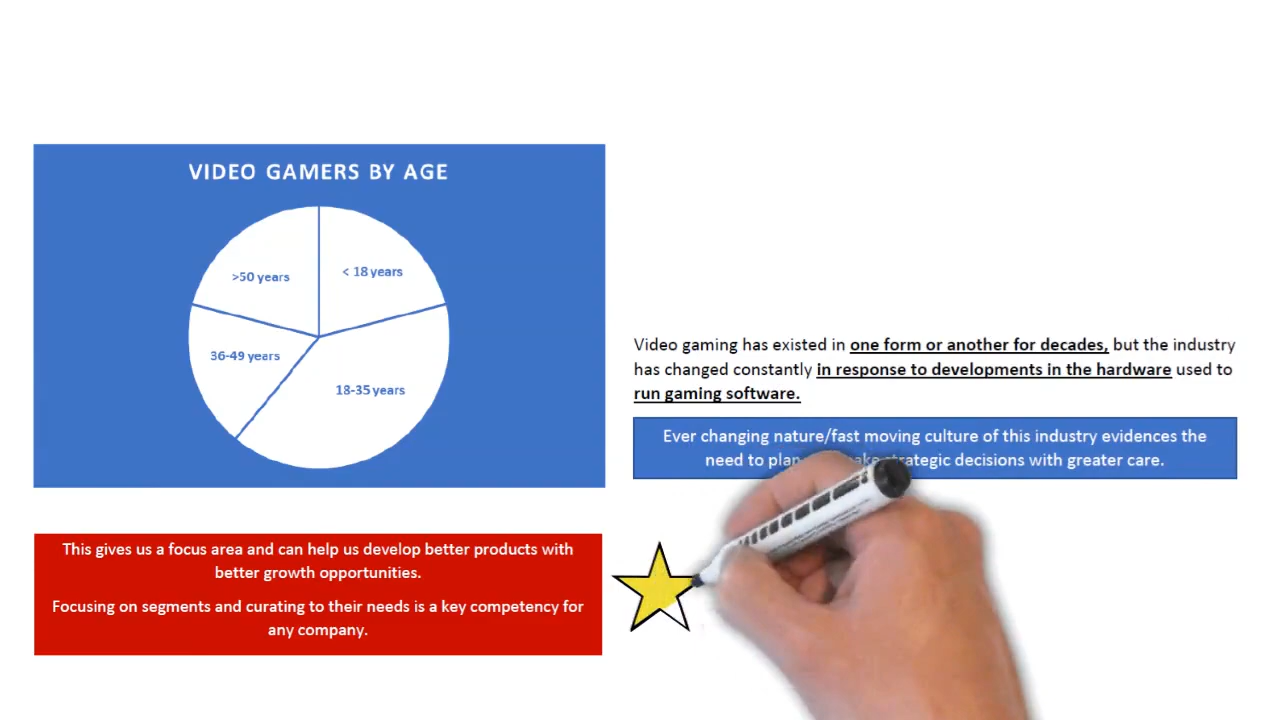 VIDEO GAMERS BY AGE
>50 years
< 18 years
36-49 years
18-35 years
Video gaming has existed in one form or another for decades, but the industry
has changed constantly in response to developments in the hardware used to
run gaming software.
Ever changing nature/fast moving culture of this industry evidences the
need to plan strategic decisions with greater care.
This gives us a focus area and can help us develop better products with
better growth opportunities.
Focusing on segments and curating to their needs is a key competency for
any company.